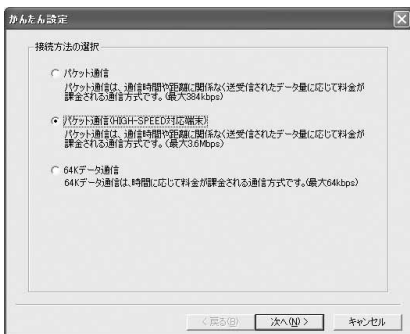 かんたん設定
接続方法の選択
パケット通信
パケット通信は、通信時間や距離に関係なく送受信されたデータ量に応じて料金が
課金される通信方式です。(最大384kbps)
パケット通信(HIGH-SPEED対応端末)
パケット通信は、通信時間や距離に関係なく送受信されたデータ量に応じて料金が
課金される通信方式です。(最大3.6Mbps)
64Kデータ通信
64Kデータ通信は、時間に応じて料金が課金される通信方式です。(最大64kbps)
< 戻る(B)
次へ(N) >
キャンセル